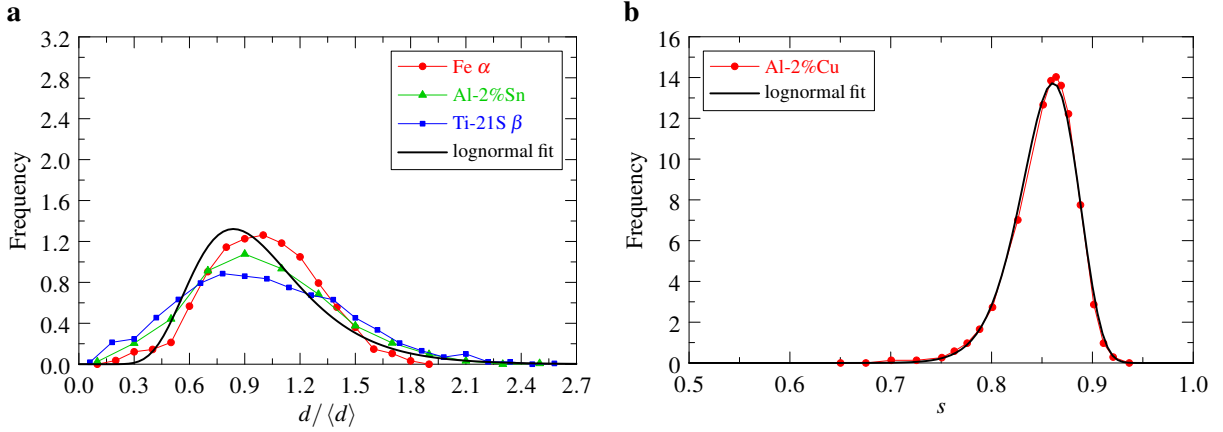 a
3.2
2.8
2.4
2.0
1.6
1.2
0.8
0.4
0.0
Frequency
Fe α
Al-2%Sn
Ti-21S β
lognormal fit
0.0 0.3 0.6 0.9 1.2 1.5 1.8 2.1 2.4 2.7
d/⟨d⟩
b
16
14
12
10
8
6
4
2
0
Frequency
Al-2%Cu
lognormal fit
0.5 0.6 0.7 0.8 0.9 1.0
s